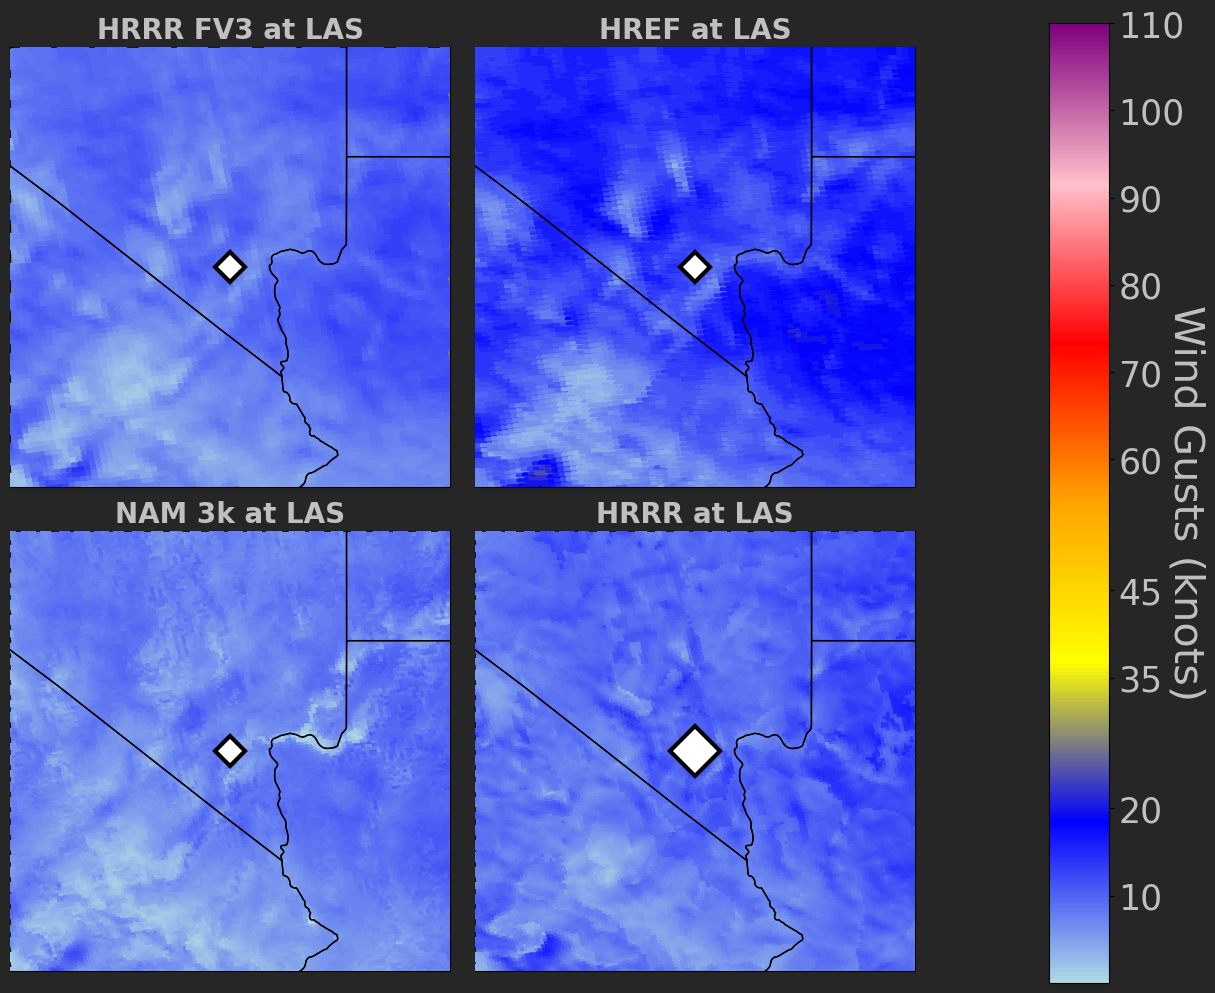 HRRR FV3 at LAS
HREF at LAS
NAM 3k at LAS
HRRR at LAS
110
100
90
80
70
60
45
35
20
10
Wind Gusts (knots)